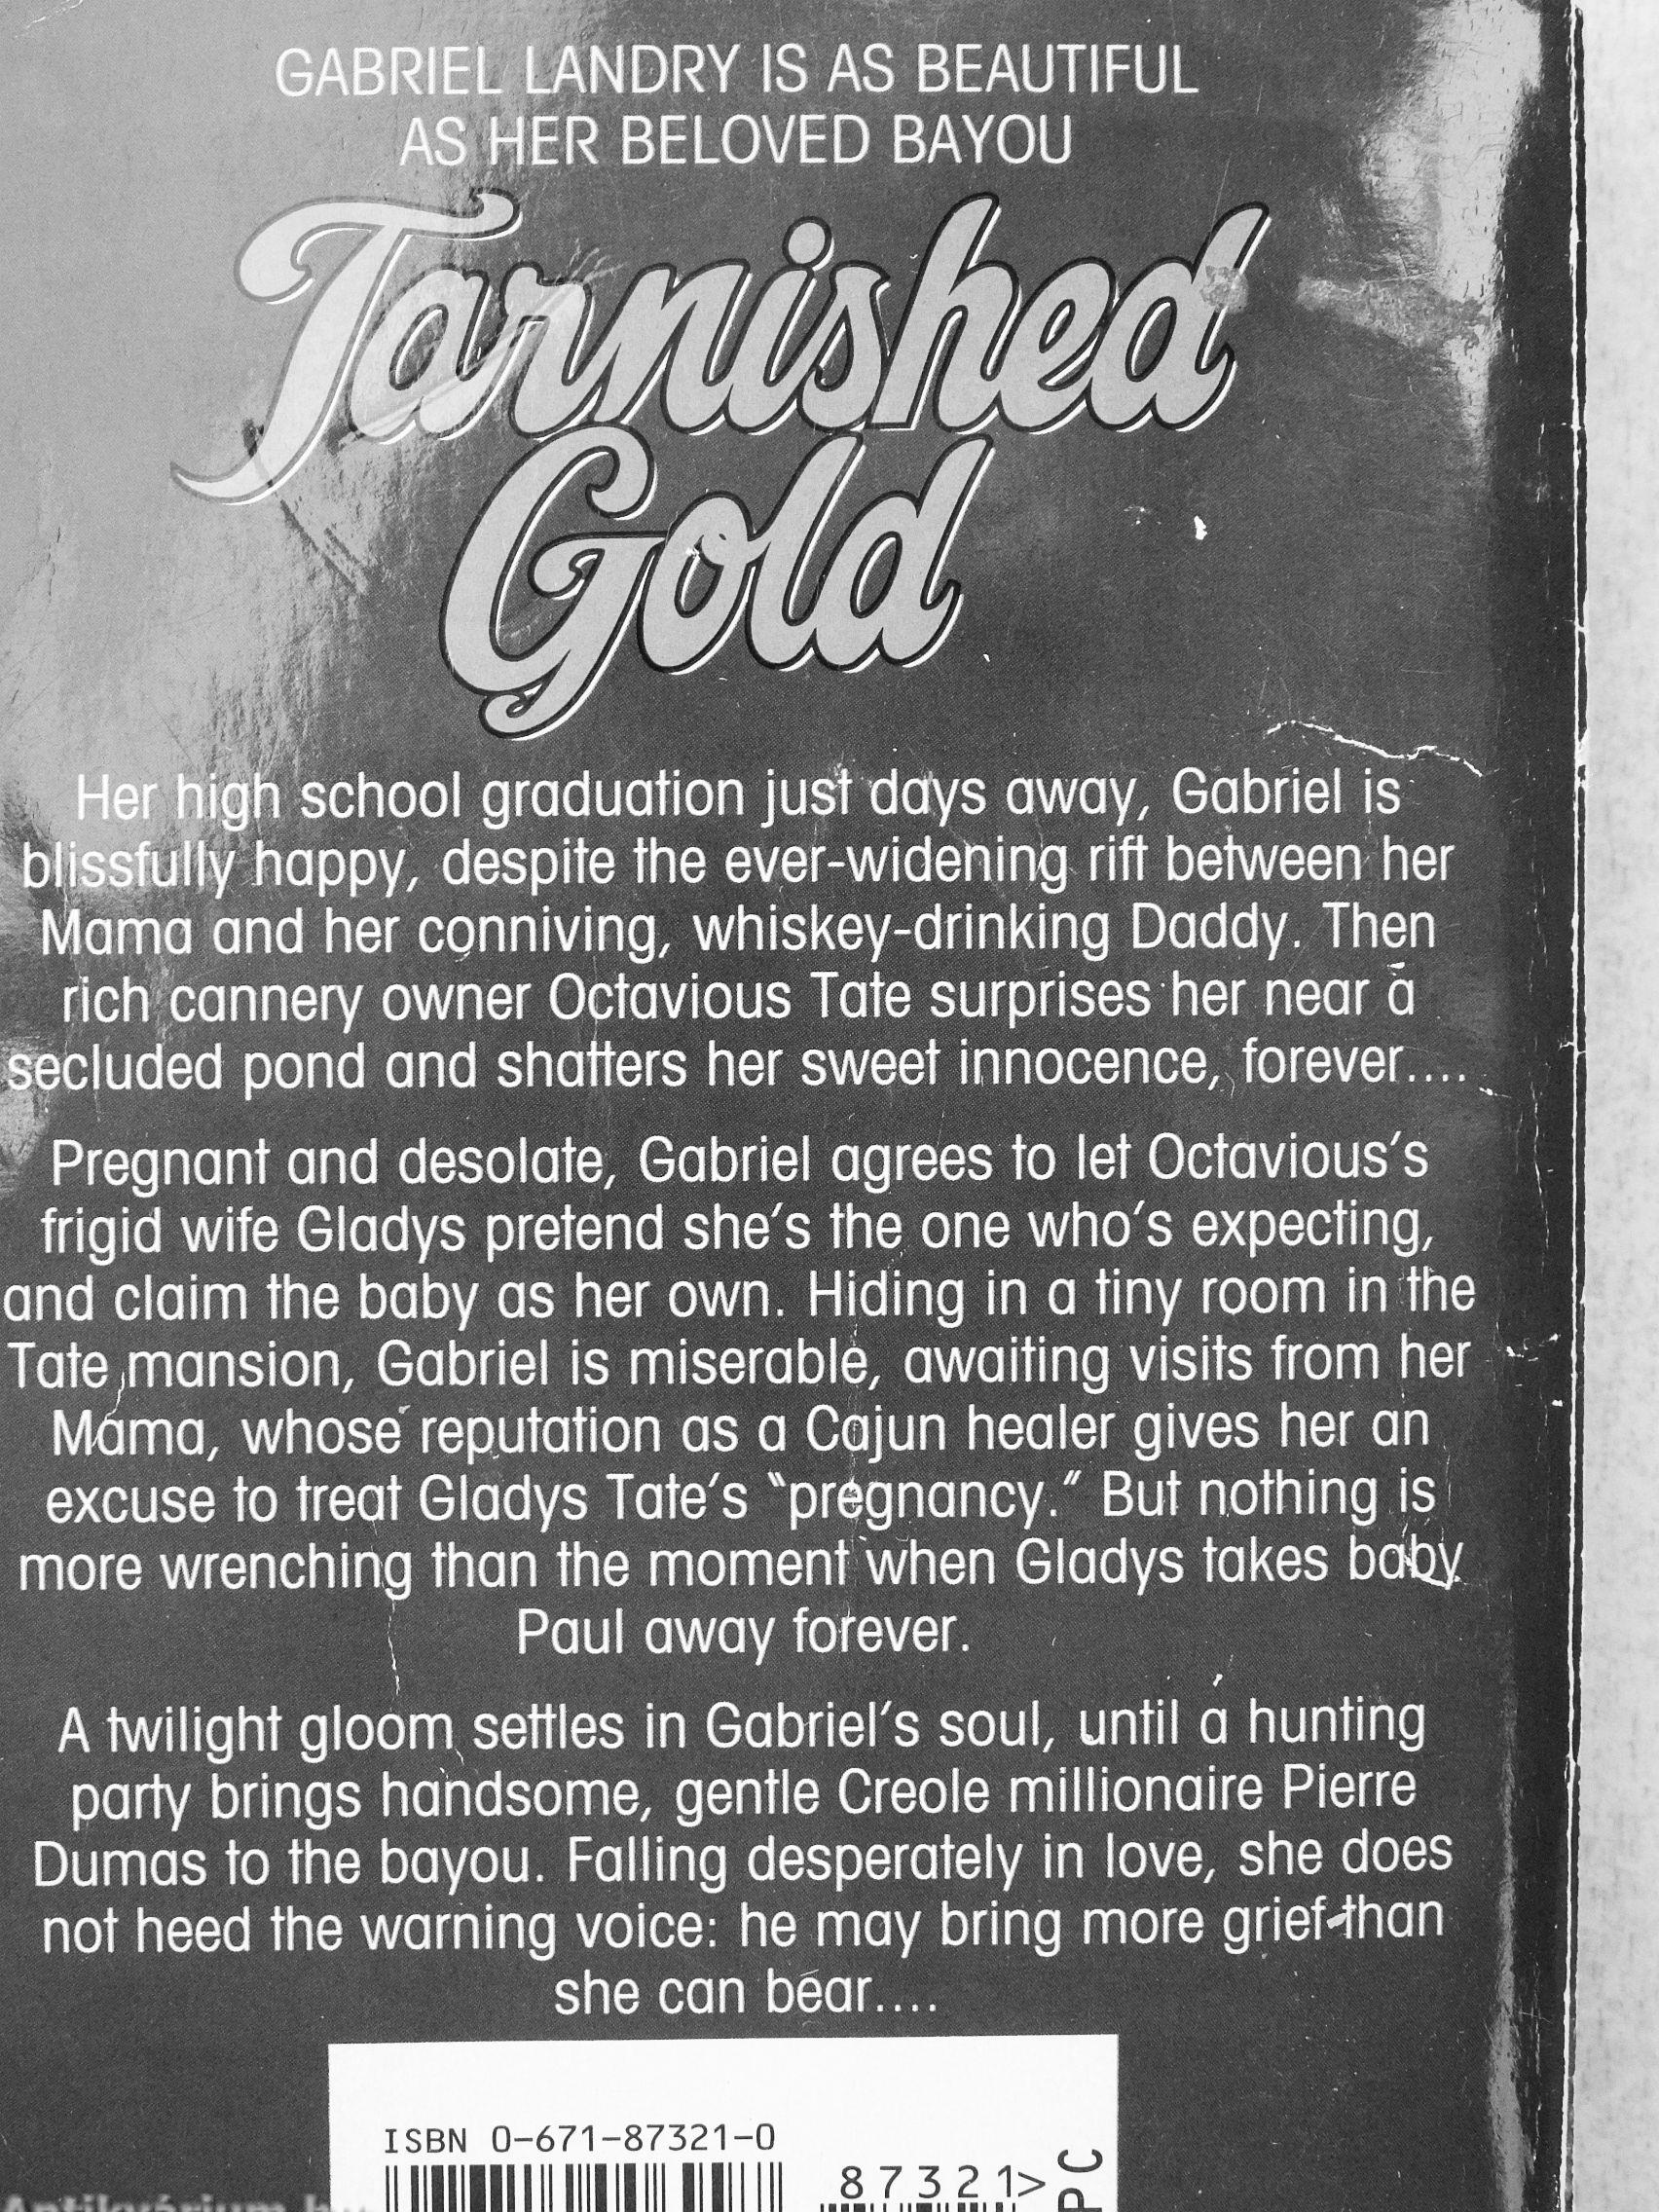 GABRIEL LANDRY IS AS BEAUTIFUL
AS HER BELOVED BAYOU
Tarnished
Gold
Her high school graduation just days away, Gabriel is
blissfully happy, despite the ever-widening rift between her
Mama and her conniving, whiskey-drinking Daddy. Then
rich cannery owner Octavious Tate surprises her near a
secluded pond and shatters her sweet innocence, forever....
Pregnant and desolate, Gabriel agrees to let Octavious's
frigid wife Gladys pretend she's the one who's expecting,
and claim the baby as her own. Hiding in a tiny room in the
Tate mansion, Gabriel is miserable, awaiting visits from her
Mama, whose reputation as a Cajun healer gives her an
excuse to treat Gladys Tate's "pregnancy." But nothing is
more wrenching than the moment when Gladys takes baby
Paul away forever.
A twilight gloom settles in Gabriel's soul, until a hunting
party brings handsome, gentle Creole millionaire Pierre
Dumas to the bayou. Falling desperately in love, she does
not heed the warning voice: he may bring more grief than
she can bear....
ISBN 0-671-87321-0
87321>
PC